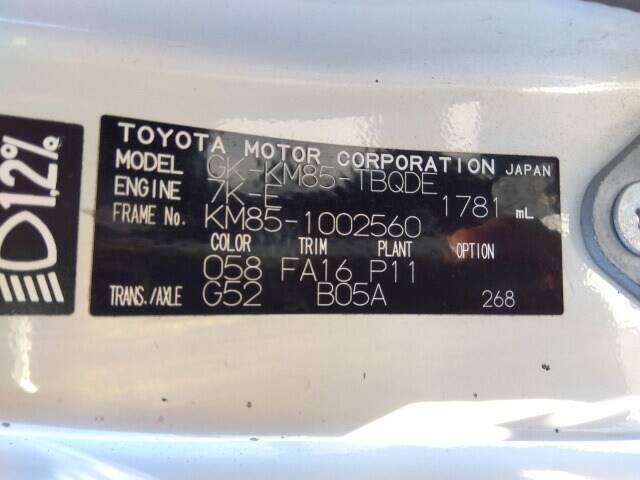 TOYOTA MOTOR CORPORATION JAPAN
MODEL GK-KM85-TBQDE
ENGINE 7K-E 1781 mL
FRAME No. KM85-1002560
COLOR TRIM PLANT OPTION
058 FA16 P11
TRANS./AXLE G52 B05A 268
1,2%